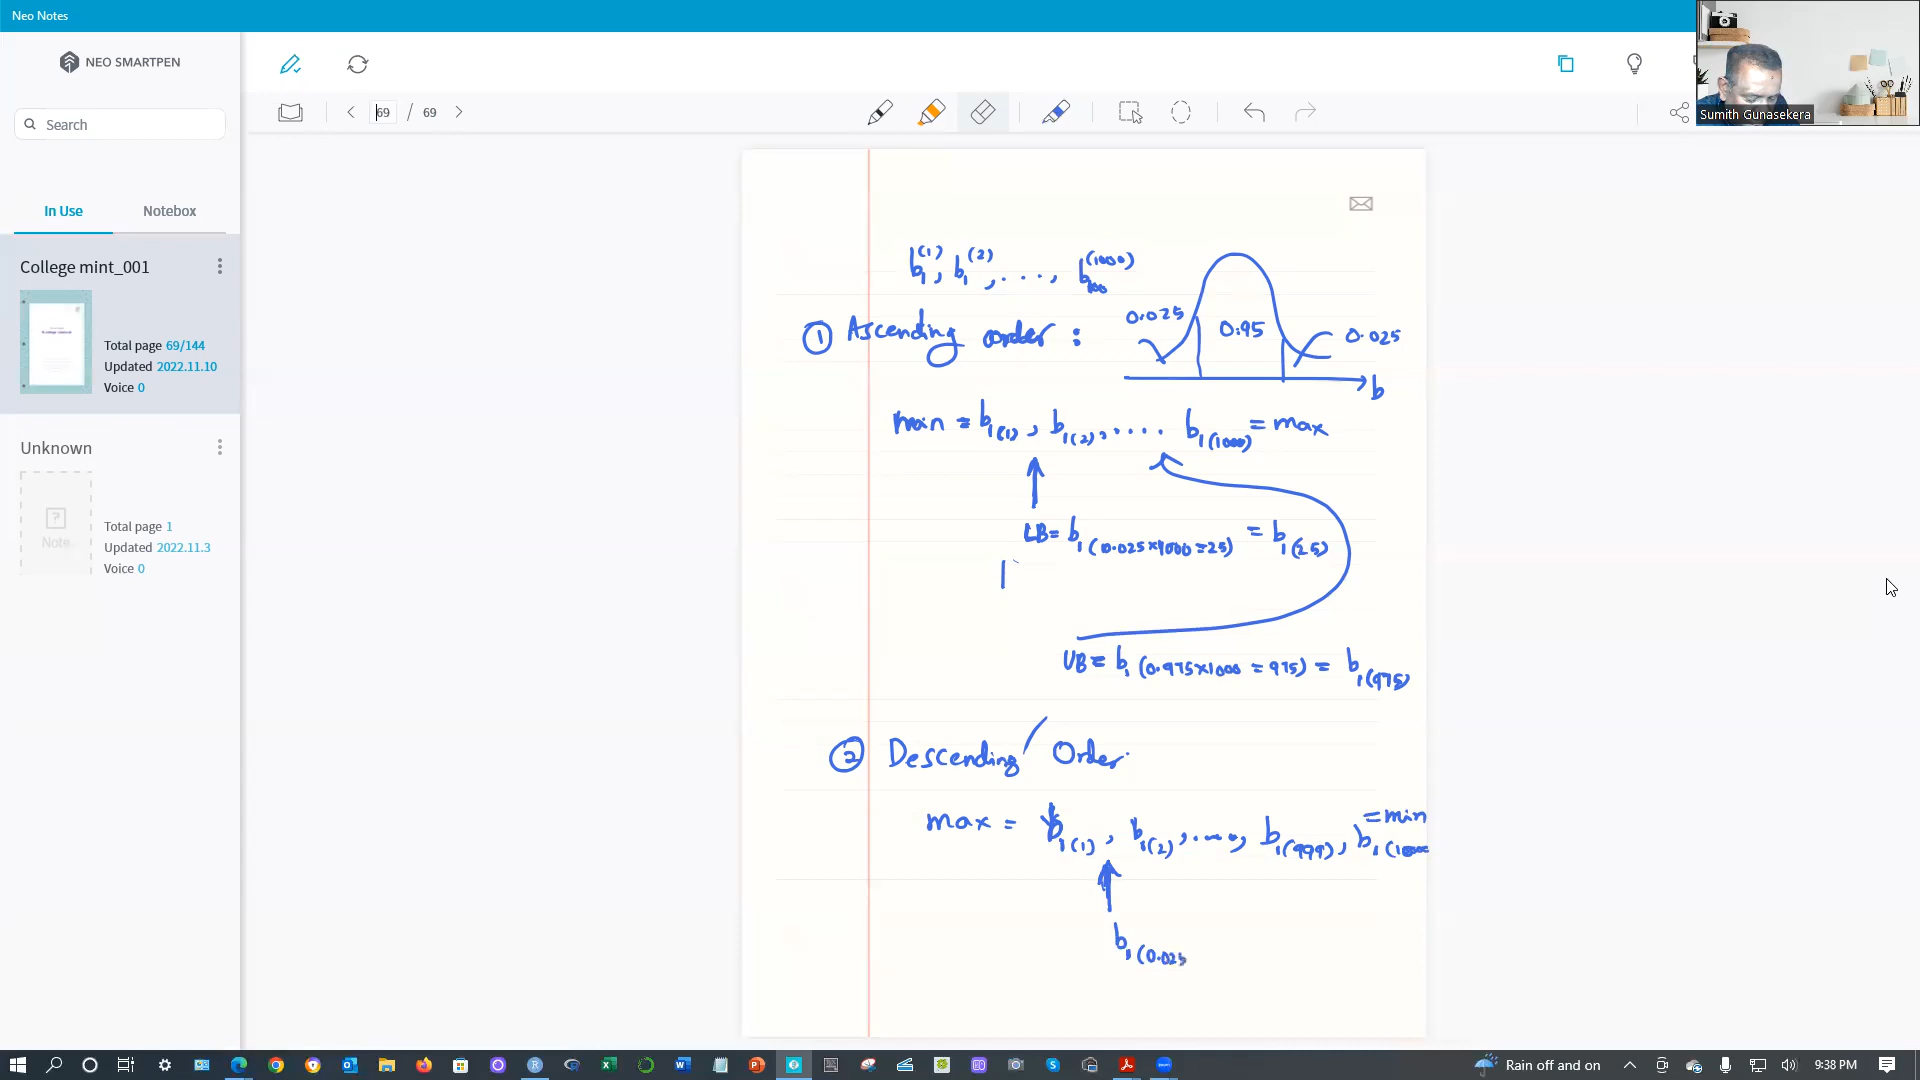 Neo Notes
NEO SMARTPEN
Search
69 / 69
In Use Notebox
College mint_001
Total page 69/144
Updated 2022.11.10
Voice 0
Unknown
Note
Total page 1
Updated 2022.11.3
Voice 0
Sumith Gunasekera
b₁⁽¹⁾, b₁⁽²⁾, ...., b₁₀₀⁽¹⁰⁰⁰⁾
① Ascending order :
0.025 0.95 0.025
b
min = b₁₍₁₎, b₁₍₂₎, .... b₁₍₁₀₀₀₎ = max
LB = b₁ (0.025×1000=25) = b₁(25)
UB = b₁ (0.975×1000 = 975) = b₁(975)
② Descending Order
max = b₁(1), b₁(2), ...., b₁(999), b₁(1000 = min
b₁(0.025
Rain off and on
9:38 PM